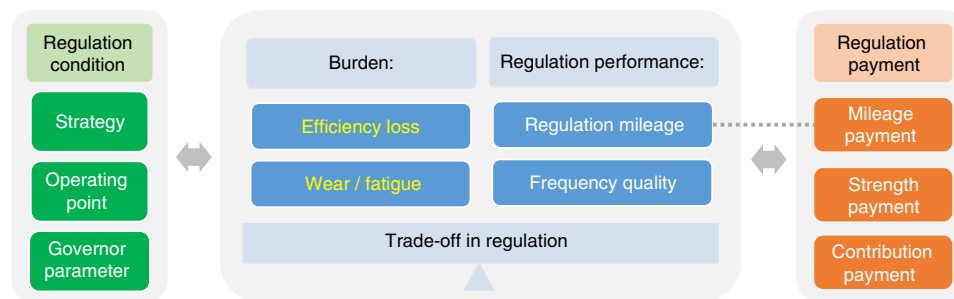 Regulation
condition
Strategy
Operating
point
Governor
parameter
Burden:
Regulation performance:
Efficiency loss
Regulation mileage
Wear / fatigue
Frequency quality
Trade-off in regulation
Regulation
payment
Mileage
payment
Strength
payment
Contribution
payment